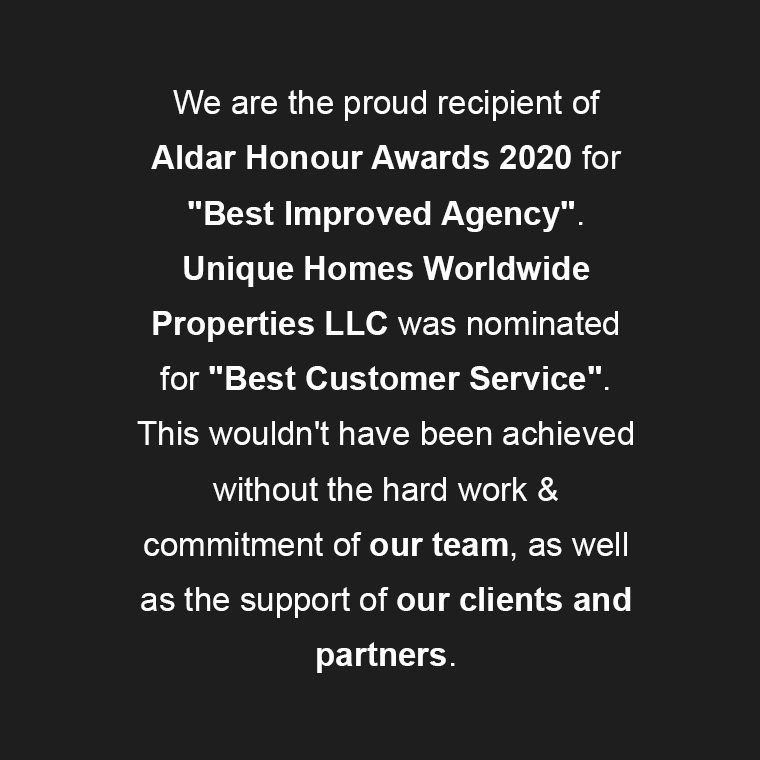 We are the proud recipient of
Aldar Honour Awards 2020 for
"Best Improved Agency".
Unique Homes Worldwide
Properties LLC was nominated
for "Best Customer Service".
This wouldn't have been achieved
without the hard work &
commitment of our team, as well
as the support of our clients and
partners.